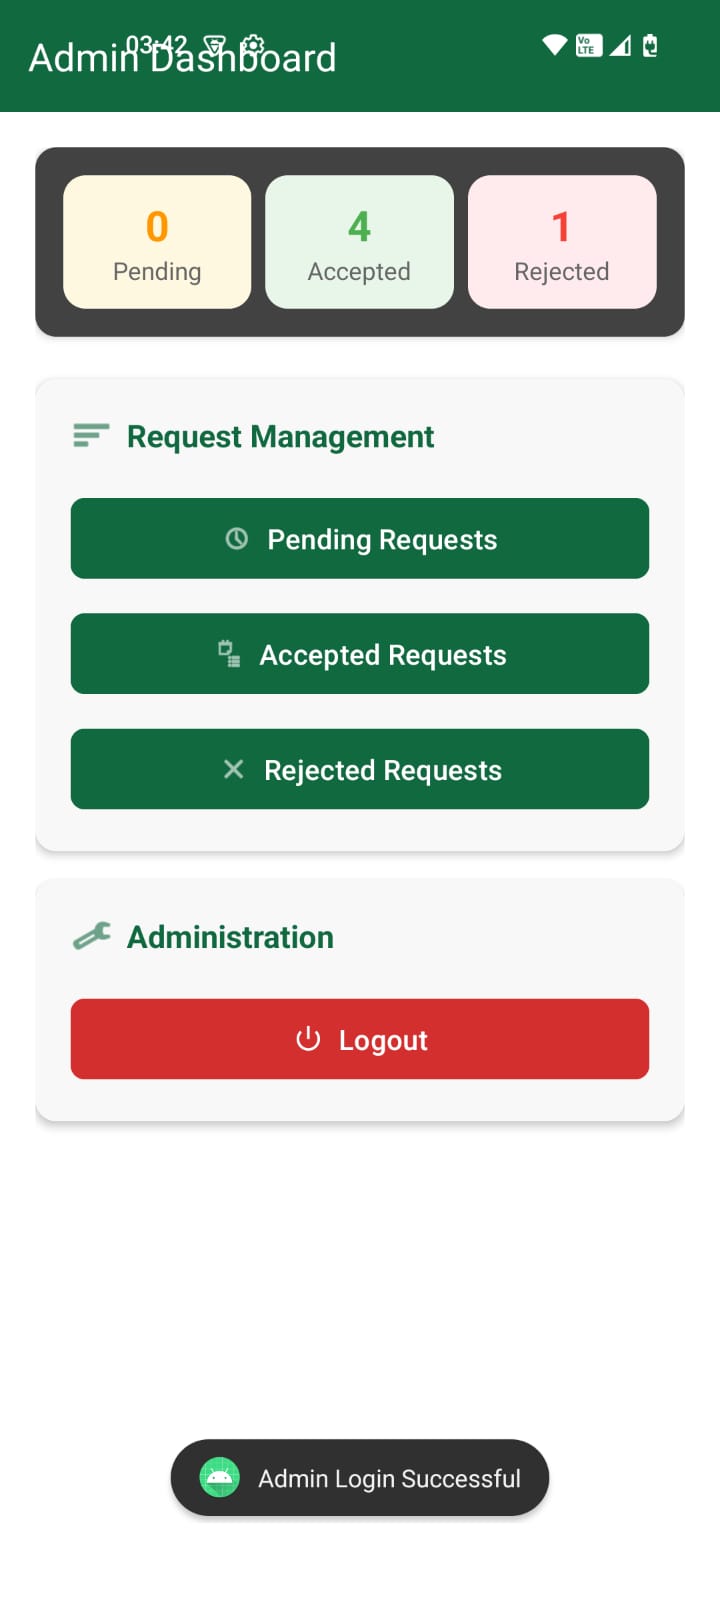 03:42
Vo LTE
Admin Dashboard
0 4 1
Pending Accepted Rejected
Request Management
Pending Requests
Accepted Requests
Rejected Requests
Administration
Logout
Admin Login Successful